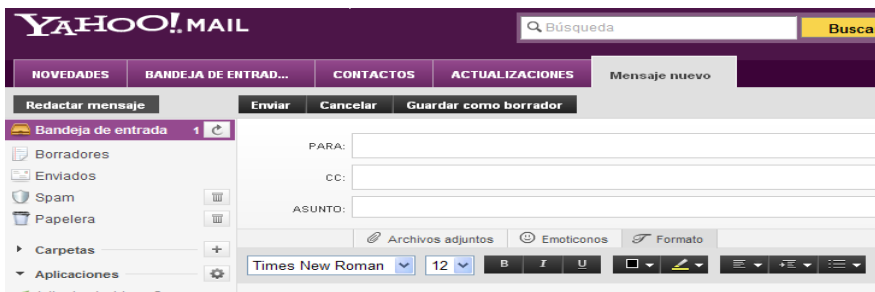 YAHOO! MAIL
Búsqueda
Busca
NOVEDADES
BANDEJA DE ENTRAD...
CONTACTOS
ACTUALIZACIONES
Mensaje nuevo
Redactar mensaje
Enviar
Cancelar
Guardar como borrador
Bandeja de entrada 1
Borradores
Enviados
Spam
Papelera
Carpetas
Aplicaciones
PARA:
CC:
ASUNTO:
Archivos adjuntos
Emoticonos
Formato
Times New Roman
12
B
I
U